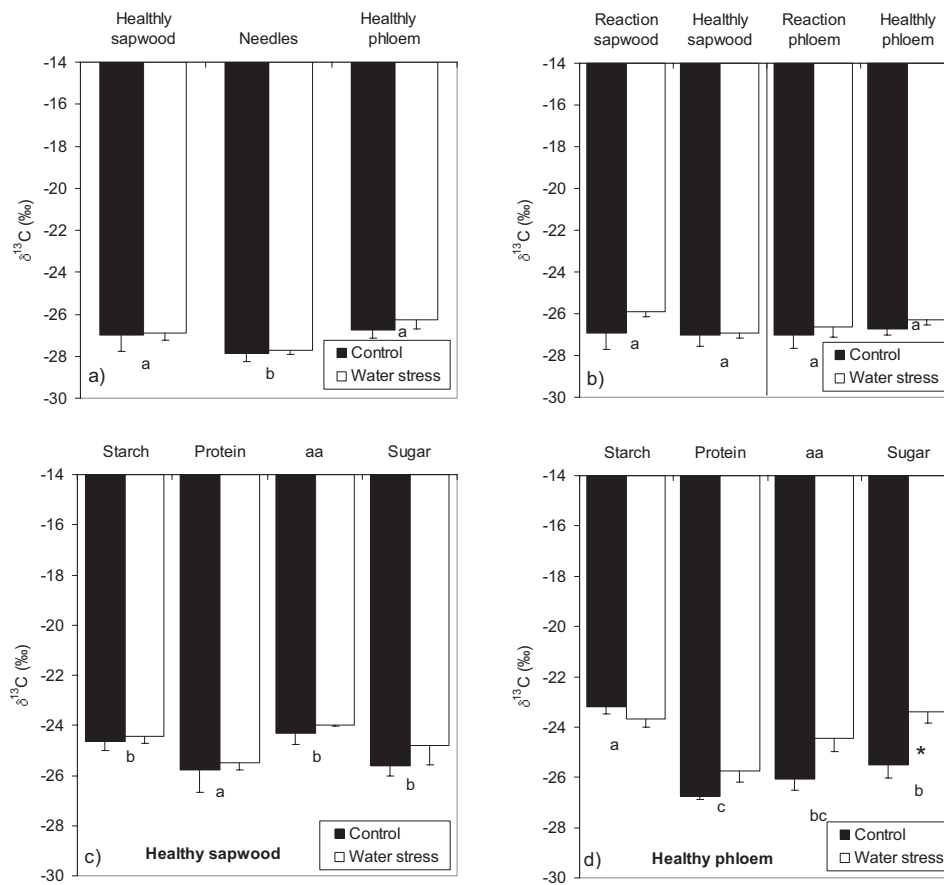 Healthly sapwood
Needles
Healthly phloem
-14
-16
-18
-20
-22
-24
-26
-28
-30
δ13C (‰)
a
b
a
a)
Control
Water stress
Reaction sapwood
Healthly sapwood
Reaction phloem
Healthly phloem
-14
-16
-18
-20
-22
-24
-26
-28
-30
δ13C (‰)
a
a
a
a
b)
Control
Water stress
Starch
Protein
aa
Sugar
-14
-16
-18
-20
-22
-24
-26
-28
-30
δ13C (‰)
b
a
b
b
c)
Healthy sapwood
Control
Water stress
Starch
Protein
aa
Sugar
-14
-16
-18
-20
-22
-24
-26
-28
-30
δ13C (‰)
a
c
bc
*
b
d)
Healthy phloem
Control
Water stress